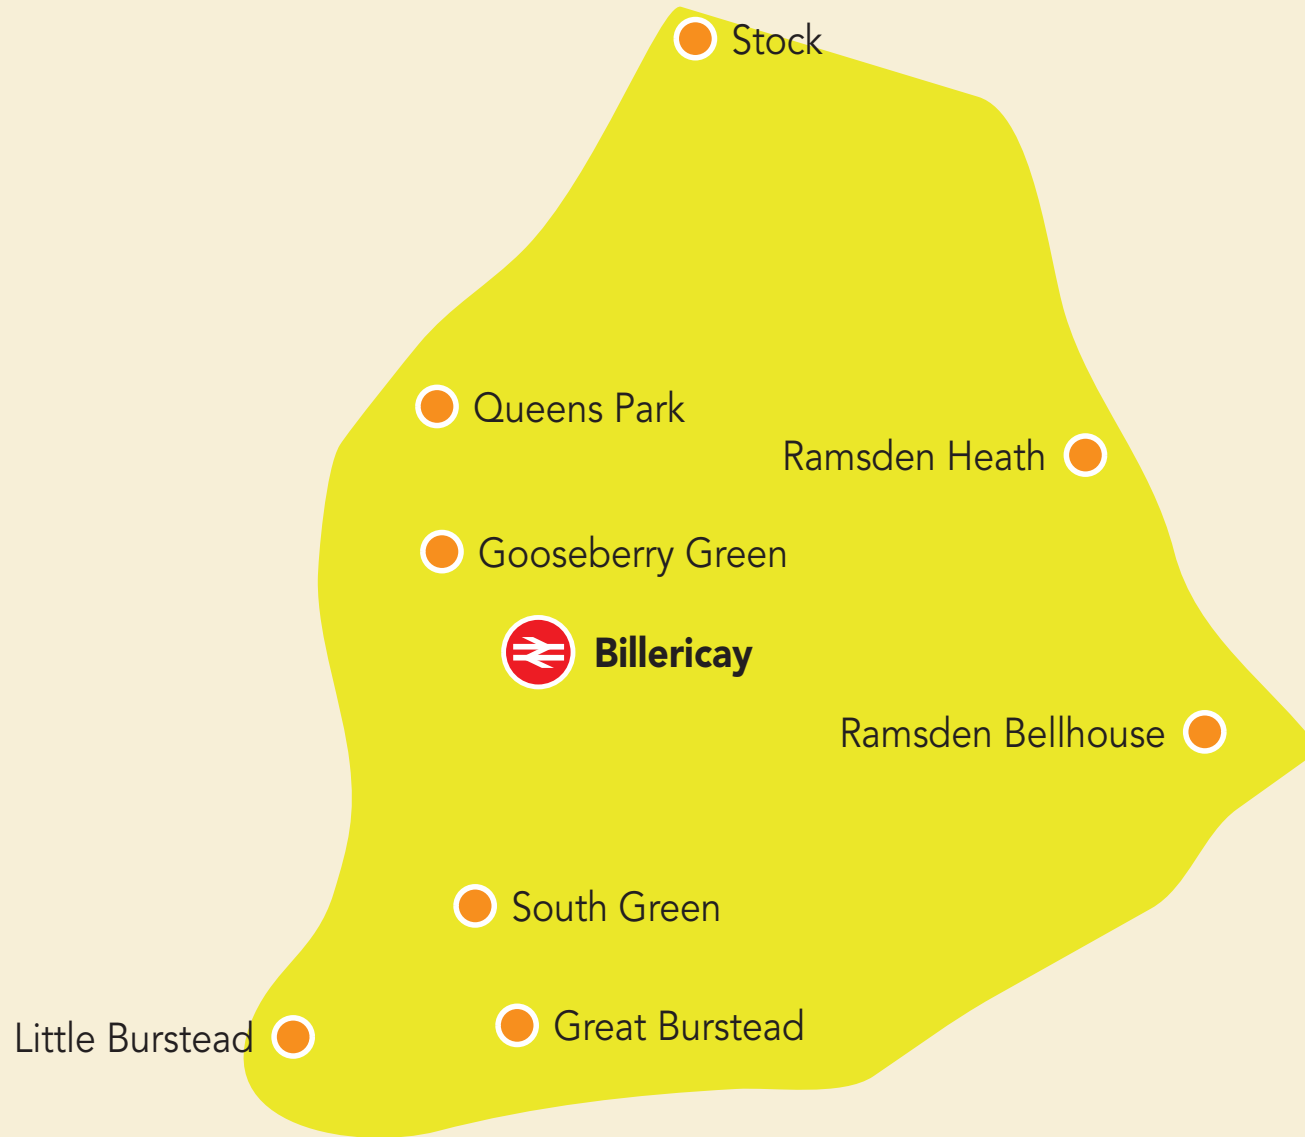 Stock
Queens Park
Ramsden Heath
Gooseberry Green
Billericay
Ramsden Bellhouse
South Green
Great Burstead
Little Burstead